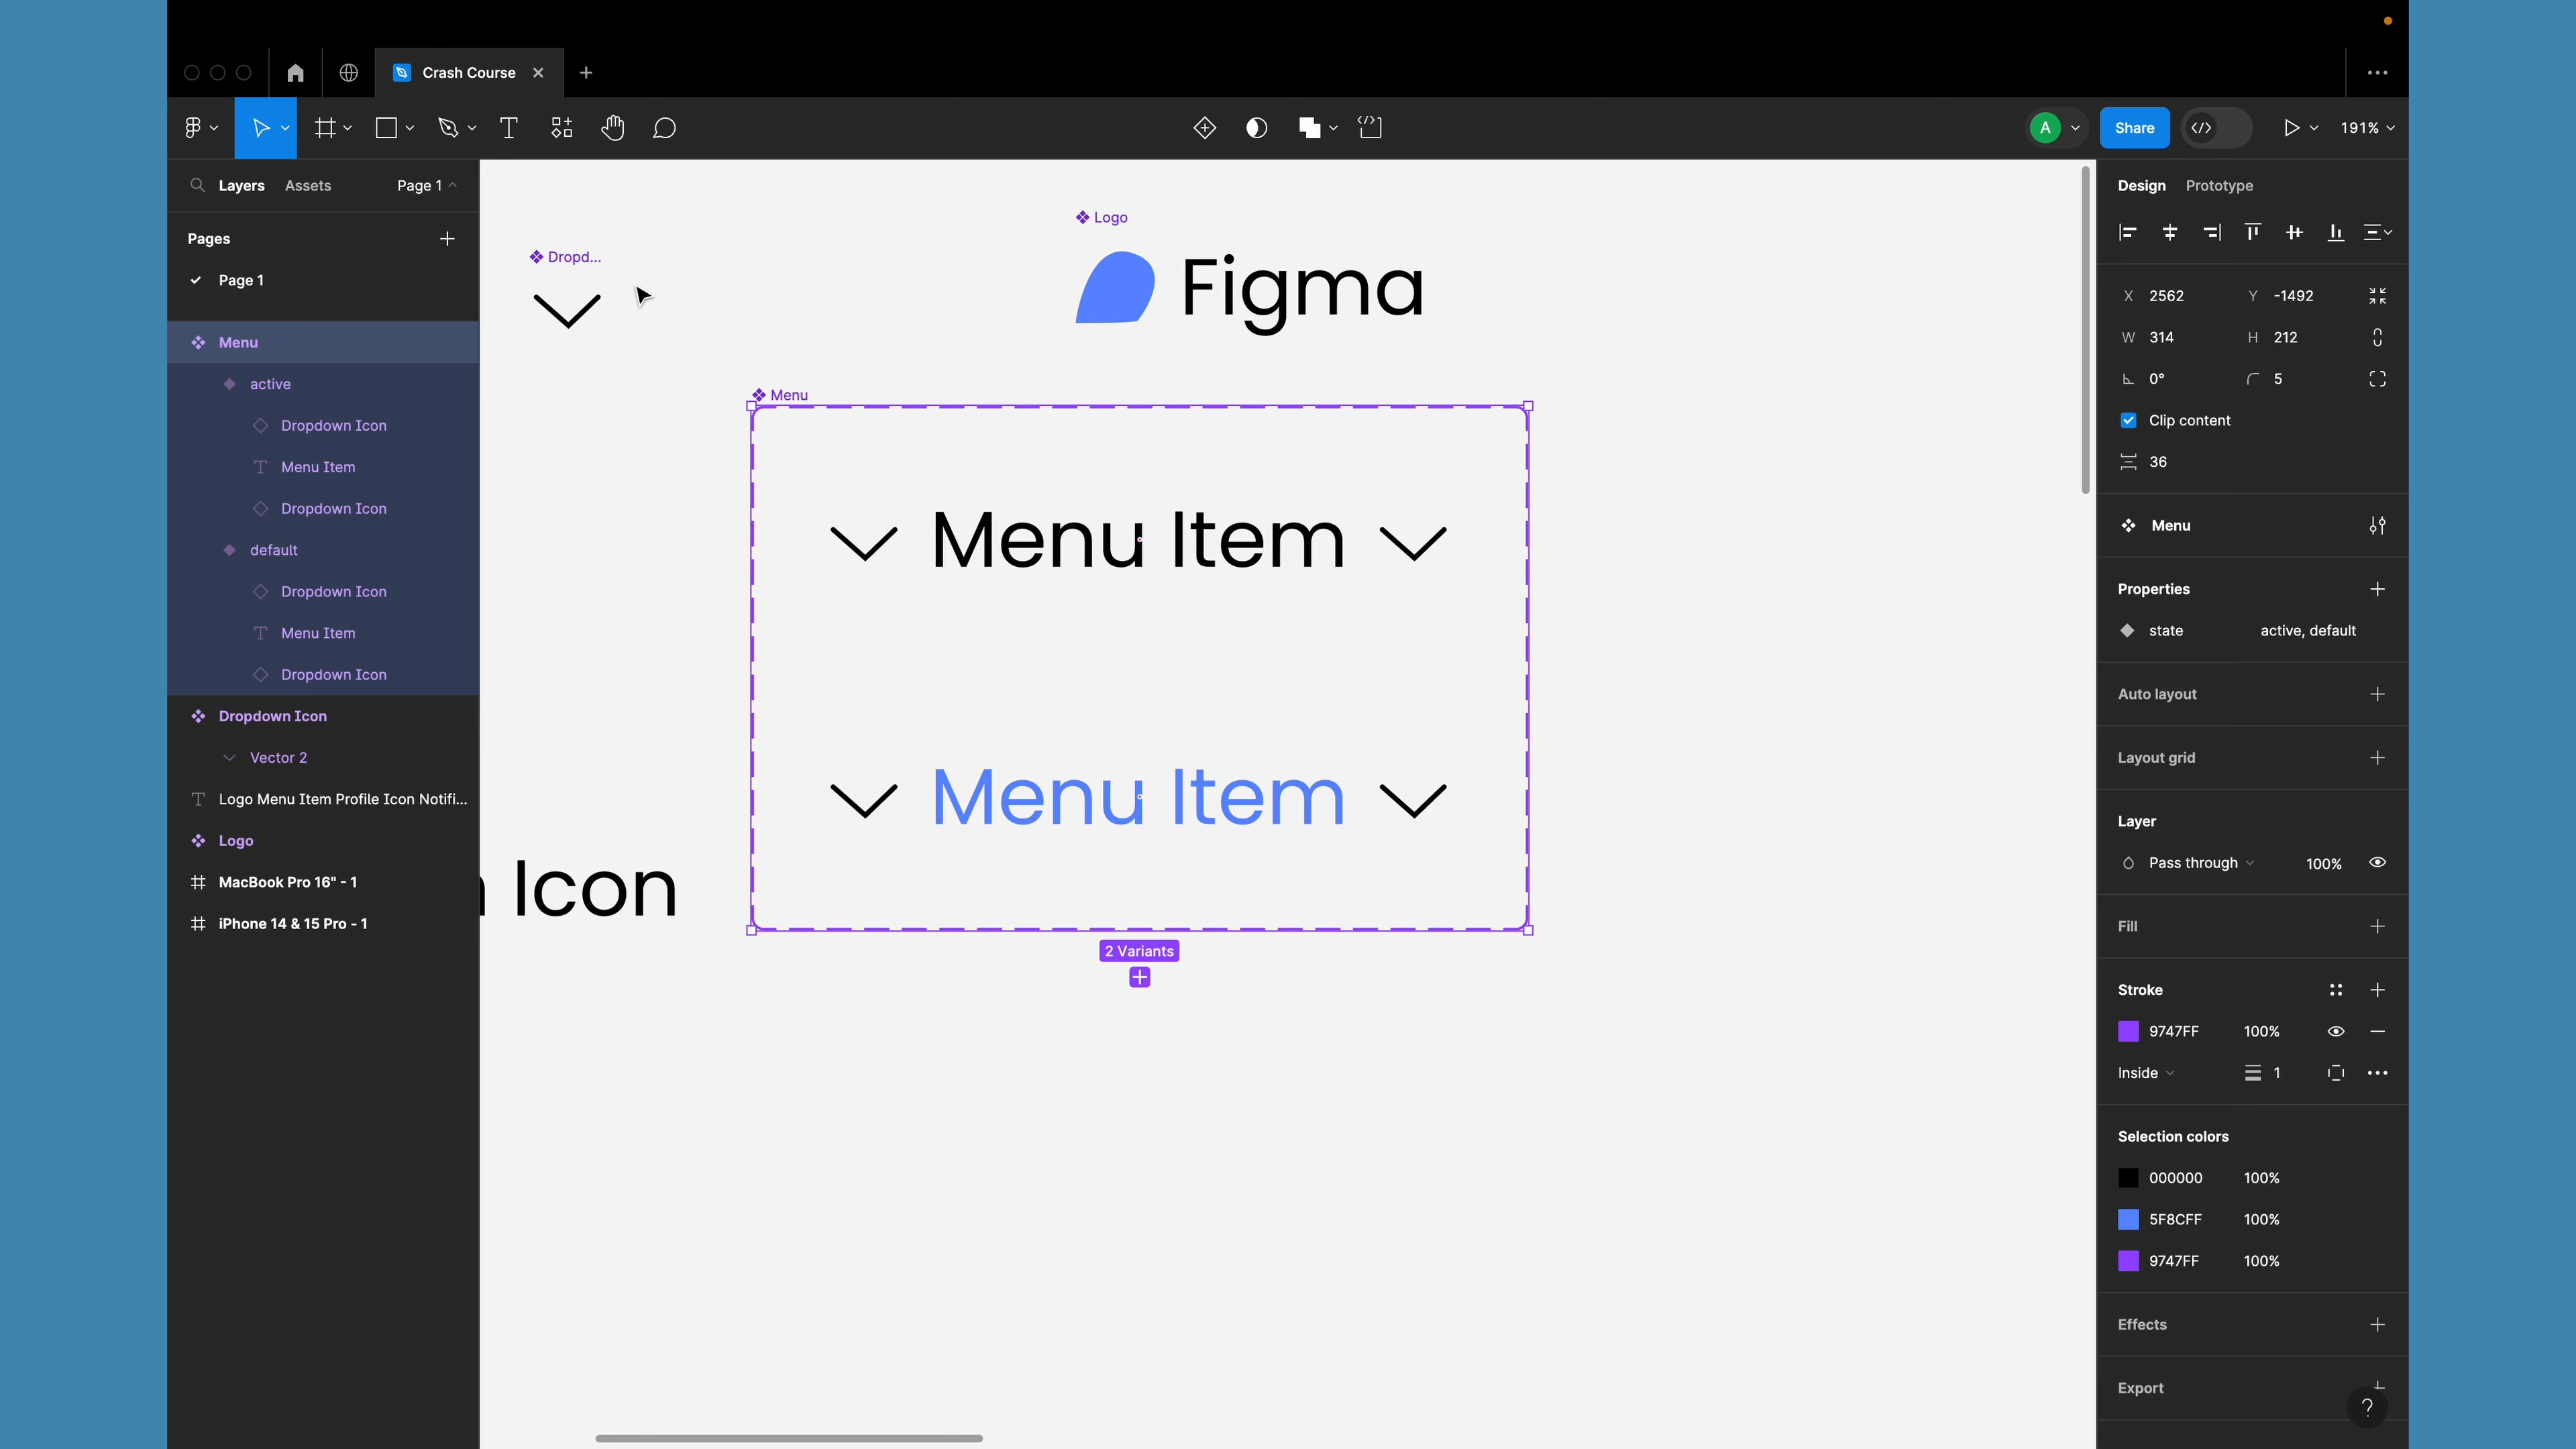 Crash Course
A
Share
191%
Layers Assets Page 1
Pages
Page 1
Menu
active
Dropdown Icon
Menu Item
Dropdown Icon
default
Dropdown Icon
Menu Item
Dropdown Icon
Dropdown Icon
Vector 2
Logo Menu Item Profile Icon Notifi...
Logo
MacBook Pro 16" - 1
iPhone 14 & 15 Pro - 1
Dropd...
Logo
Figma
Menu
Menu Item
Menu Item
Icon
2 Variants
Design Prototype
X 2562 Y -1492
W 314 H 212
0° 5
Clip content
36
Menu
Properties
state active, default
Auto layout
Layout grid
Layer
Pass through 100%
Fill
Stroke
9747FF 100%
Inside 1
Selection colors
000000 100%
5F8CFF 100%
9747FF 100%
Effects
Export
?